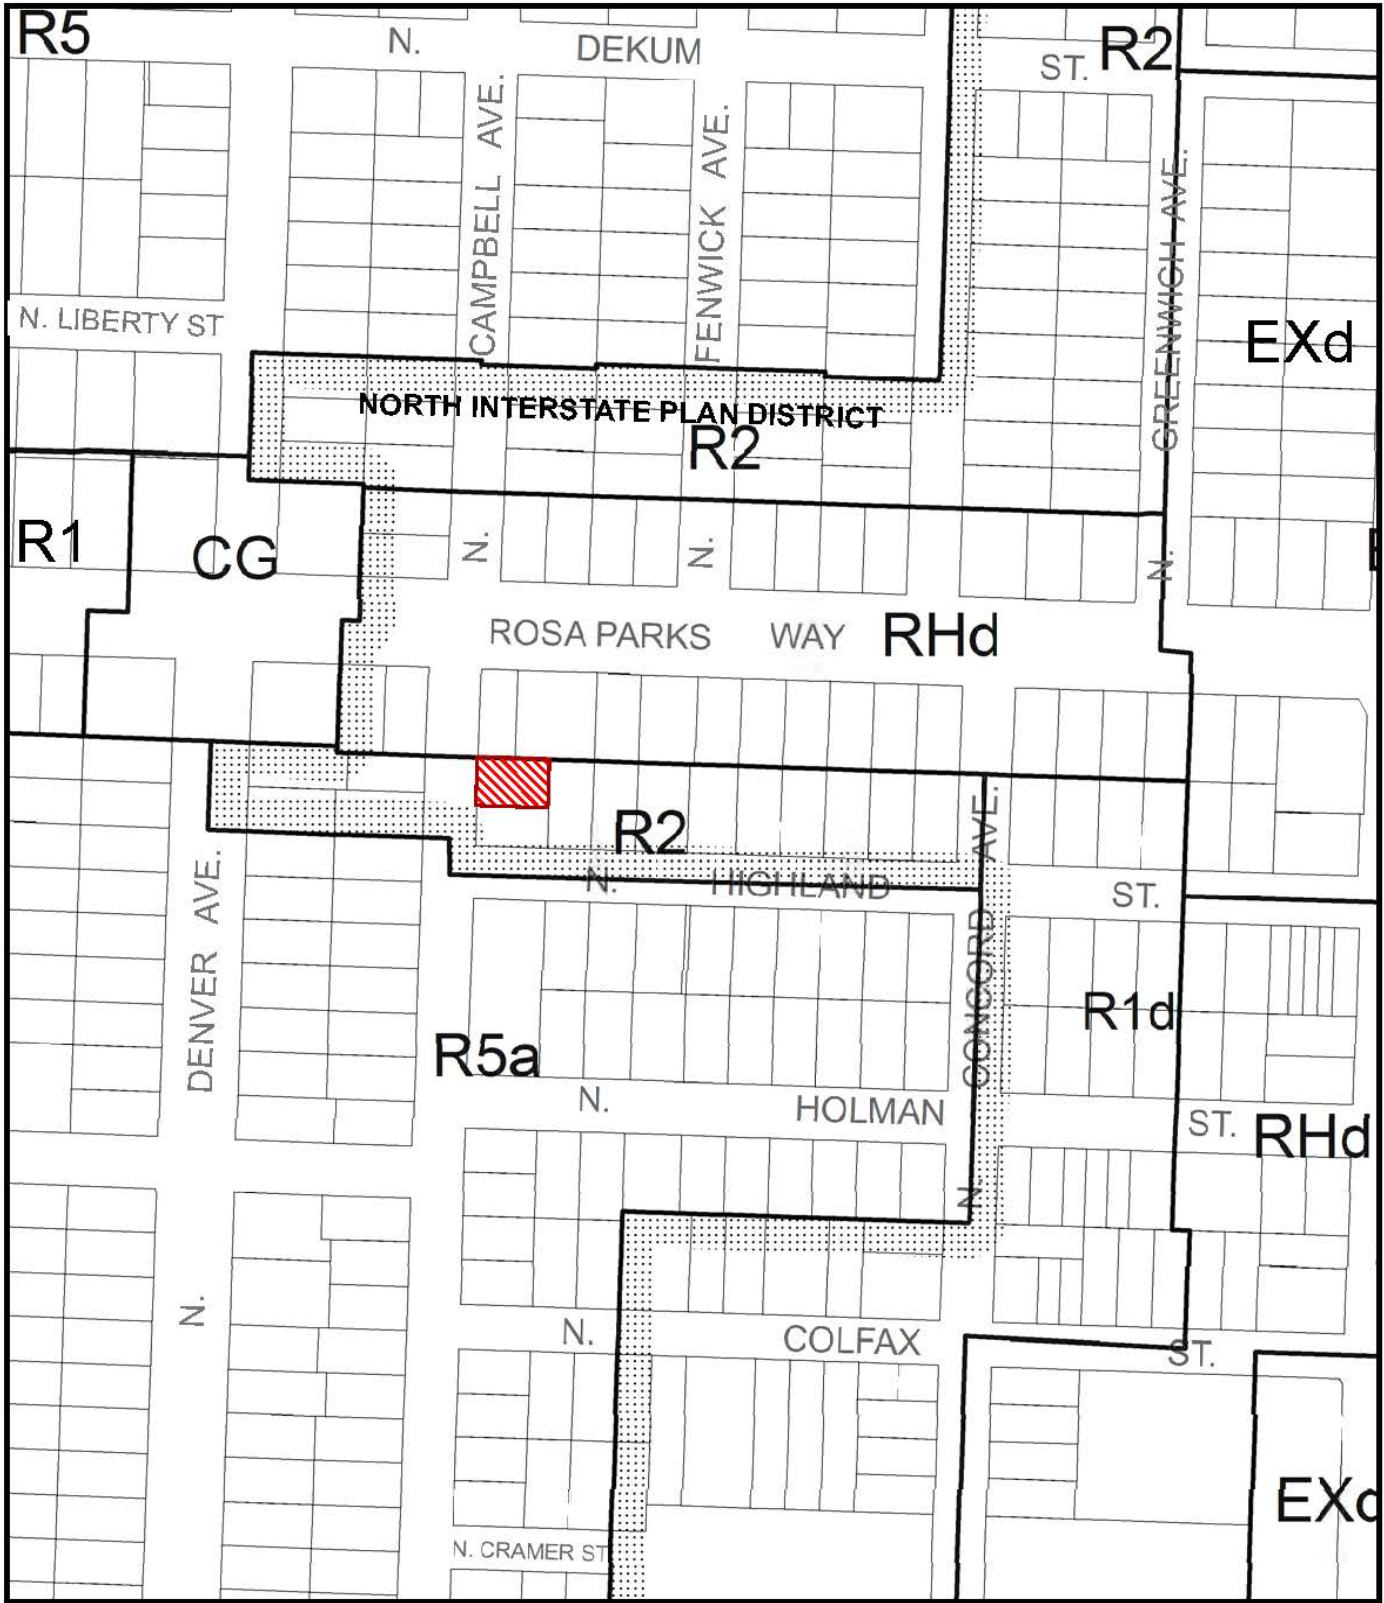 R5
N. DEKUM ST. R2
CAMPBELL AVE.
FENWICK AVE.
GREENWICH AVE.
N. LIBERTY ST
EXd
NORTH INTERSTATE PLAN DISTRICT
R2
R1
CG
N.
N.
N.
ROSA PARKS WAY RHd
R2
CONCORD AVE.
N. HIGHLAND ST.
DENVER AVE.
R1d
R5a
N. HOLMAN ST. RHd
N.
N.
N. COLFAX ST.
EXd
N. CRAMER ST